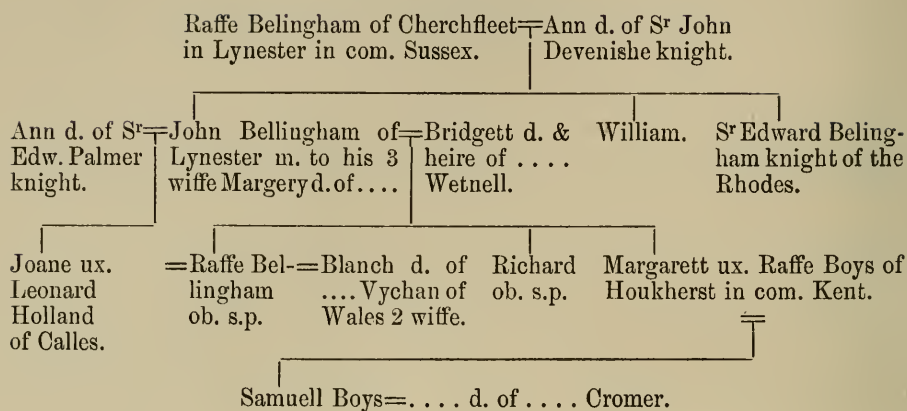 Raffe Belingham of Cherchfleet=Ann d. of Sʳ John
in Lynester in com. Sussex. Devenishe knight.
Ann d. of Sʳ=John Bellingham of=Bridgett d. & William. Sʳ Edward Beling-
Edw. Palmer Lynester m. to his 3 heire of .... ham knight of the
knight. wiffe Margery d. of .... Wetnell. Rhodes.
Joane ux. =Raffe Bel-=Blanch d. of Richard Margarett ux. Raffe Boys of
Leonard lingham ....Vychan of ob. s.p. Houkherst in com. Kent.
Holland ob. s.p. Wales 2 wiffe.
of Calles.
Samuell Boys=.... d. of .... Cromer.